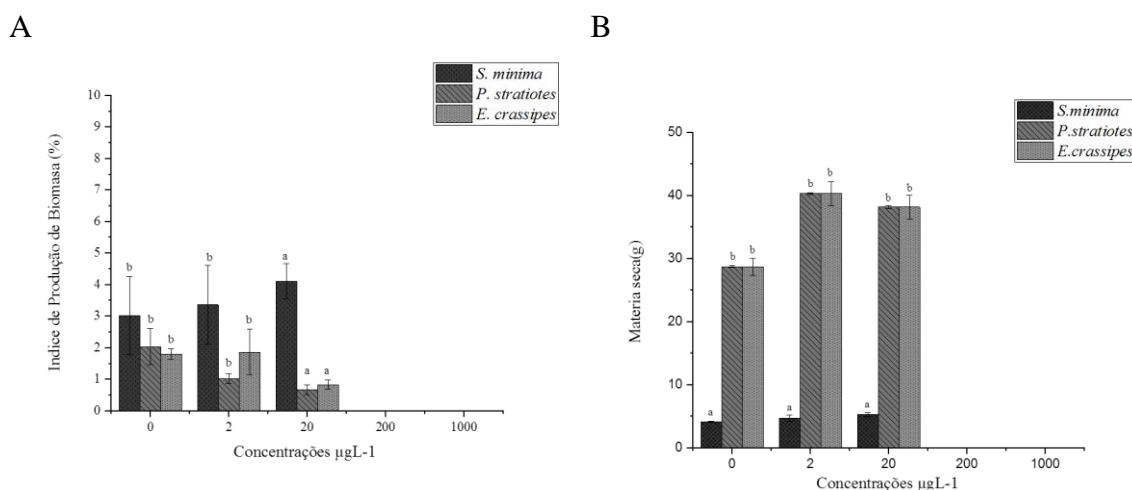 A
S. minima
P. stratiotes
E. crassipes
Indice de Produção de Biomasa (%)
10
9
8
7
6
5
4
3
2
1
0
b
b
b
b
b
b
a
a
a
0 2 20 200 1000
Concentrações µgL-1
B
S.minima
P.stratiotes
E.crassipes
Materia seca(g)
50
40
30
20
10
0
a
b
b
a
b
b
a
b
b
0 2 20 200 1000
Concentrações µgL-1